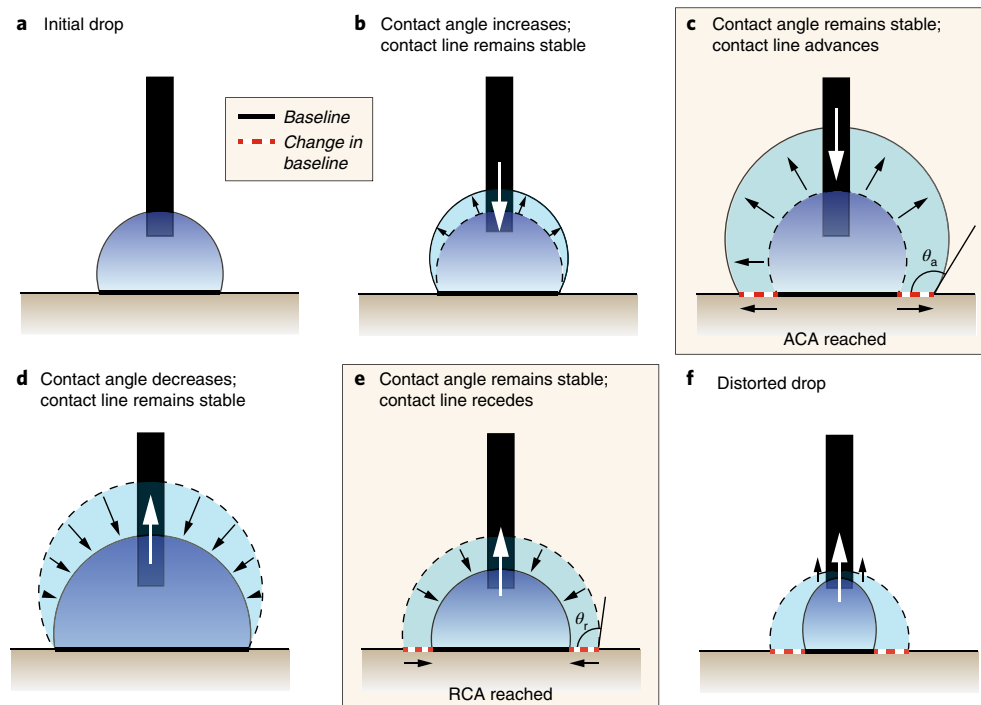 a Initial drop
b Contact angle increases;
contact line remains stable
c Contact angle remains stable;
contact line advances
Baseline
Change in
baseline
θa
ACA reached
d Contact angle decreases;
contact line remains stable
e Contact angle remains stable;
contact line recedes
f Distorted drop
θr
RCA reached